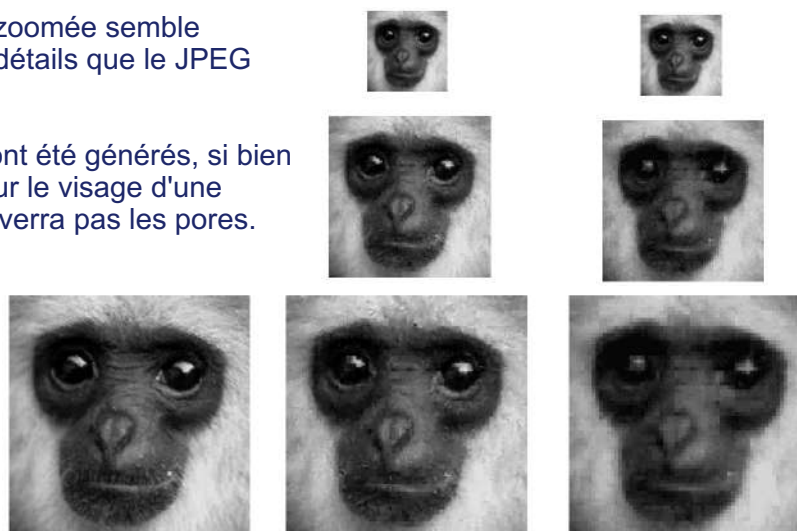 zoomée semble
détails que le JPEG
ont été générés, si bien
ur le visage d'une
verra pas les pores.